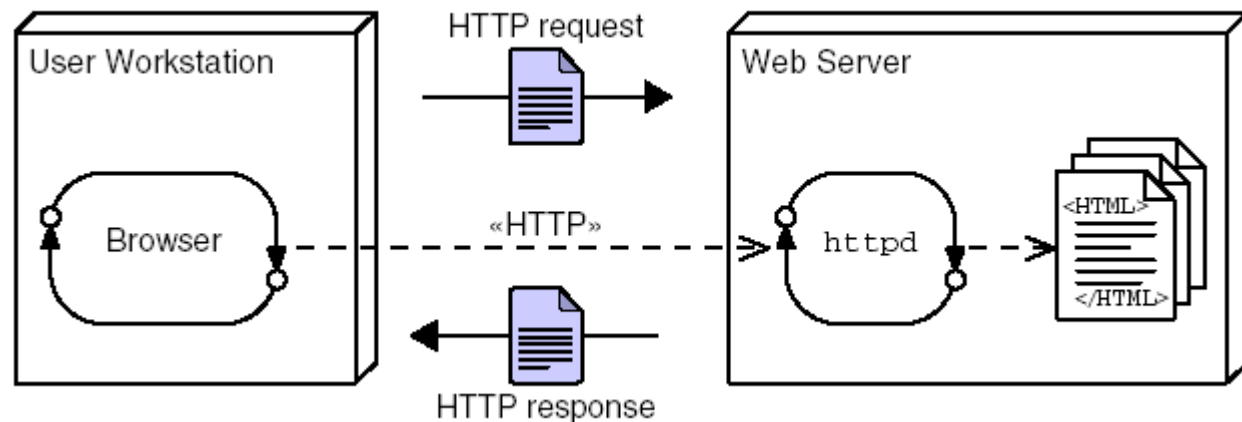 HTTP request
User Workstation
Web Server
Browser
«HTTP»
httpd
<HTML>
</HTML>
HTTP response